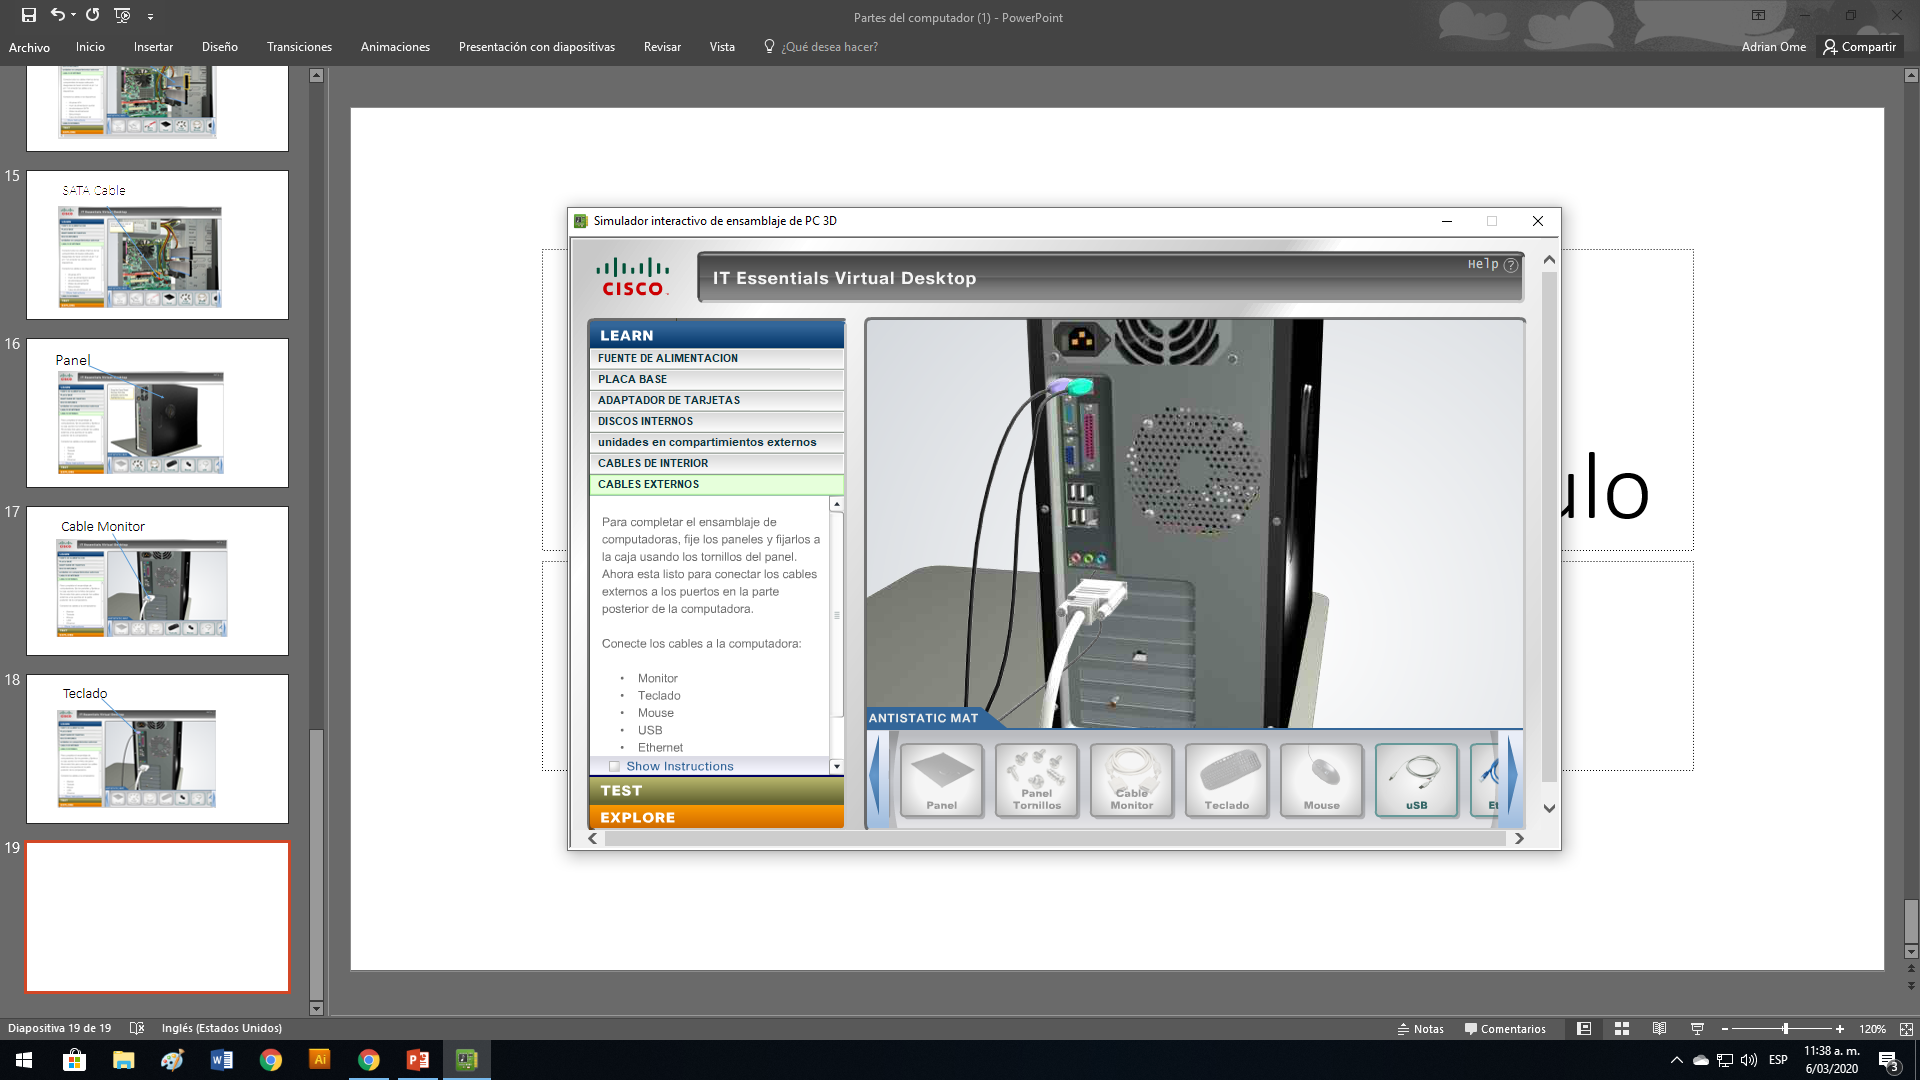 Partes del computador (1) - PowerPoint
Archivo Inicio Insertar Diseño Transiciones Animaciones Presentación con diapositivas Revisar Vista ¿Qué desea hacer? Adrian Ome Compartir
15
SATA Cable
16
Panel
17
Cable Monitor
18
Teclado
19
ulo
Simulador interactivo de ensamblaje de PC 3D
CISCO
IT Essentials Virtual Desktop
Help ?
LEARN
FUENTE DE ALIMENTACION
PLACA BASE
ADAPTADOR DE TARJETAS
DISCOS INTERNOS
unidades en compartimientos externos
CABLES DE INTERIOR
CABLES EXTERNOS
Para completar el ensamblaje de
computadoras, fije los paneles y fijarlos a
la caja usando los tornillos del panel.
Ahora esta listo para conectar los cables
externos a los puertos en la parte
posterior de la computadora.
Conecte los cables a la computadora:
• Monitor
• Teclado
• Mouse
• USB
• Ethernet
Show Instructions
TEST
EXPLORE
ANTISTATIC MAT
Panel
Panel
Tornillos
Cable
Monitor
Teclado
Mouse
uSB
Et
Diapositiva 19 de 19 Inglés (Estados Unidos) Notas Comentarios 120%
ESP
11:38 a. m.
6/03/2020
3